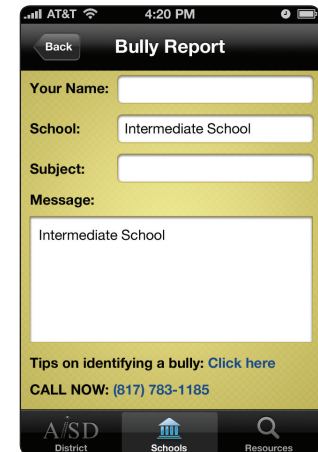 AT&T 4:20 PM
Back Bully Report
Your Name:
School: Intermediate School
Subject:
Message:
Intermediate School
Tips on identifying a bully: Click here
CALL NOW: (817) 783-1185
AISD
District Schools Resources